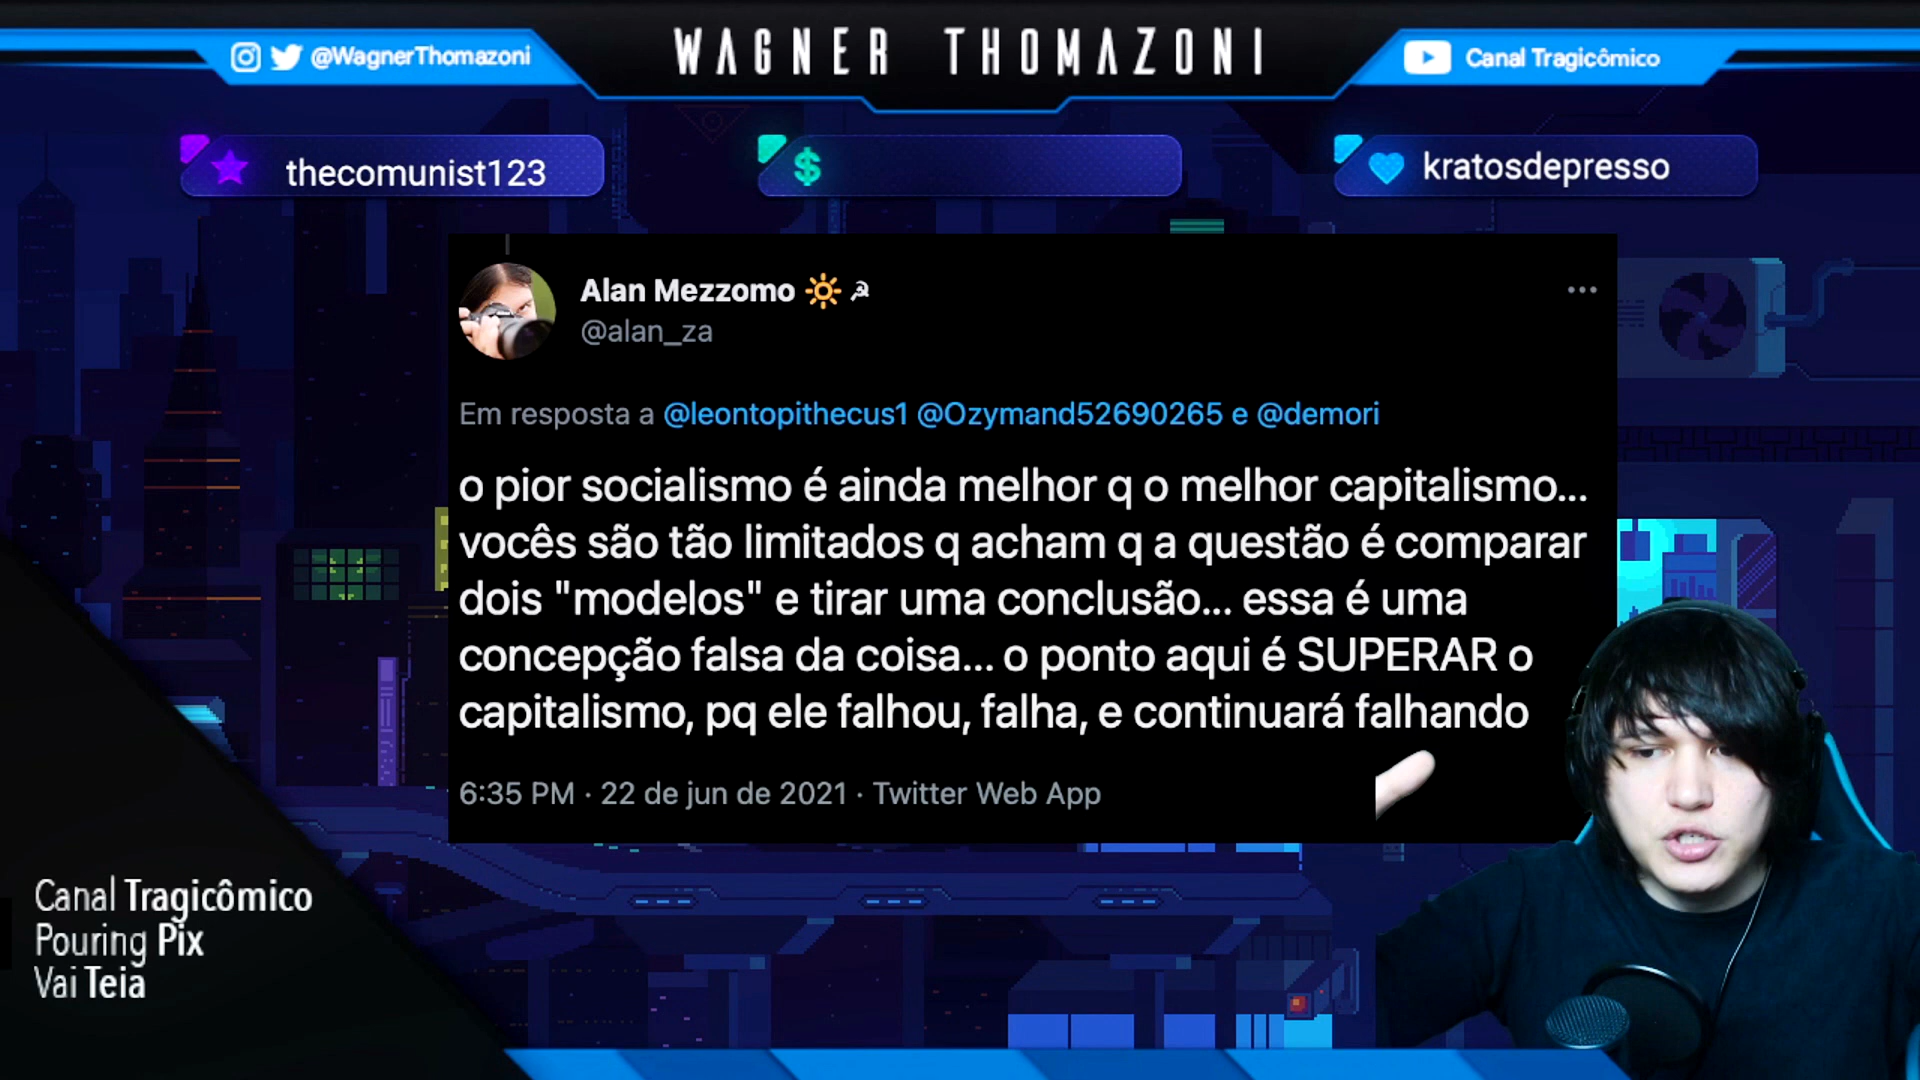 @WagnerThomazoni
WAGNER THOMAZONI
Canal Tragicômico
thecomunist123
$
kratosdepresso
Alan Mezzomo
@alan_za
Em resposta a @leontopithecus1 @Ozymand52690265 e @demori
o pior socialismo é ainda melhor q o melhor capitalismo...
vocês são tão limitados q acham q a questão é comparar
dois "modelos" e tirar uma conclusão... essa é uma
concepção falsa da coisa... o ponto aqui é SUPERAR o
capitalismo, pq ele falhou, falha, e continuará falhando
6:35 PM · 22 de jun de 2021 · Twitter Web App
Canal Tragicômico
Pouring Pix
Vai Teia